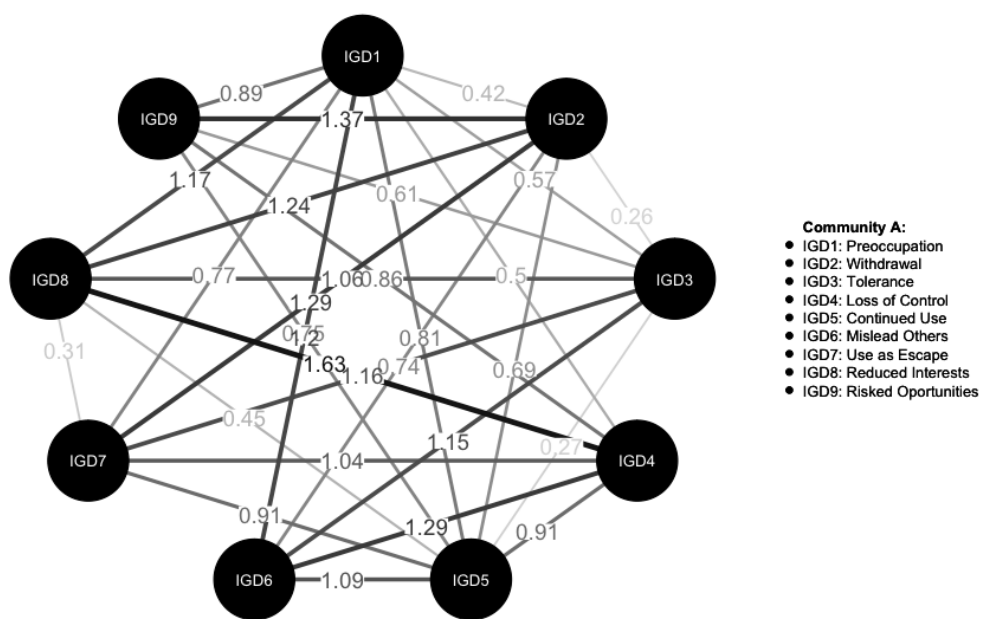 IGD1
0.89
0.42
IGD9
1.37
IGD2
1.17
0.61
0.57
1.24
0.26
IGD8
0.77
1.06
0.86
0.5
IGD3
1.29
0.75
1.2
0.81
0.31
1.63
0.74
1.16
0.69
0.45
1.15
0.27
IGD7
1.04
IGD4
0.91
1.29
0.91
IGD6
1.09
IGD5
Community A:
● IGD1: Preoccupation
● IGD2: Withdrawal
● IGD3: Tolerance
● IGD4: Loss of Control
● IGD5: Continued Use
● IGD6: Mislead Others
● IGD7: Use as Escape
● IGD8: Reduced Interests
● IGD9: Risked Oportunities